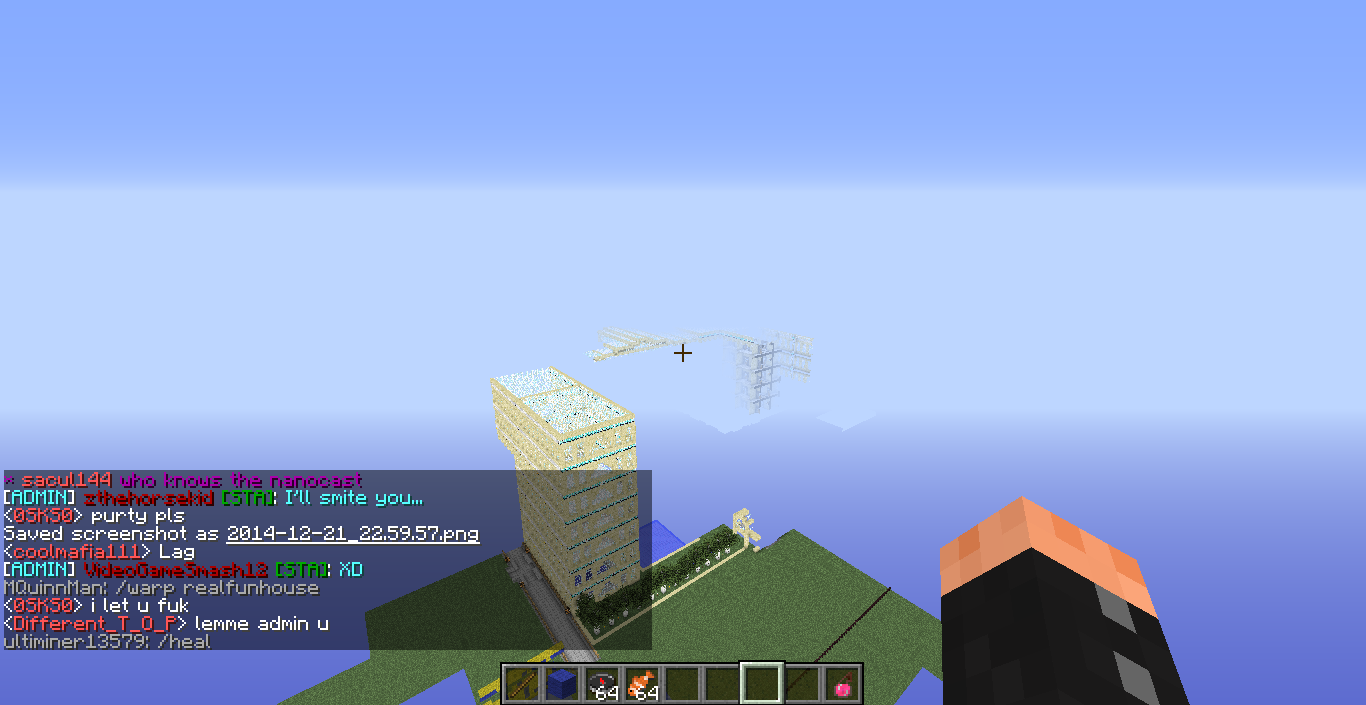 * sacul144 who knows the nanocast
[ADMIN] zthehorsekid [STA]: I'll smite you...
<0SKS0> purty pls
Saved screenshot as 2014-12-21_22.59.57.png
<coolmafia111> Lag
[ADMIN] VideoGameSmash12 [STA]: XD
MQuinnMan: /warp realfunhouse
<0SKS0> i let u fuk
<Different_T_O_P> lemme admin u
ultiminer13579: /heal
64 64